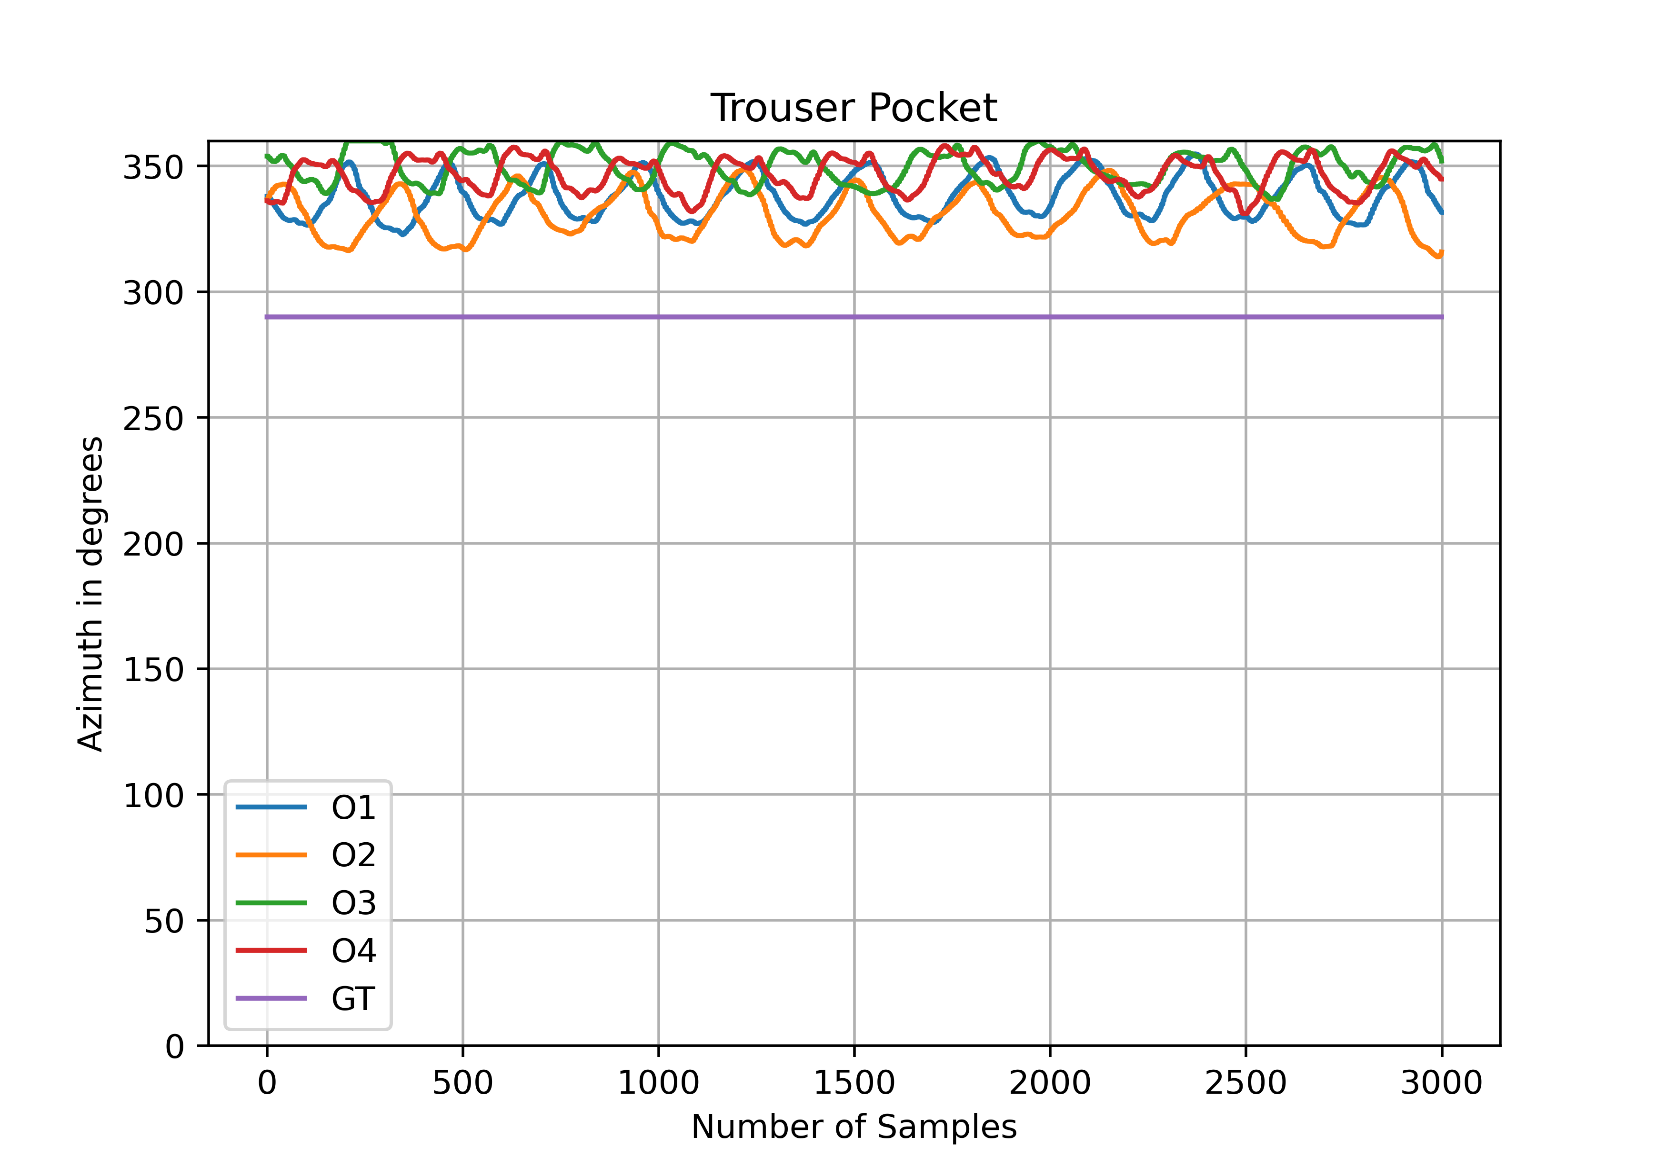 Trouser Pocket
Azimuth in degrees
350
300
250
200
150
100
50
0
O1
O2
O3
O4
GT
0 500 1000 1500 2000 2500 3000
Number of Samples